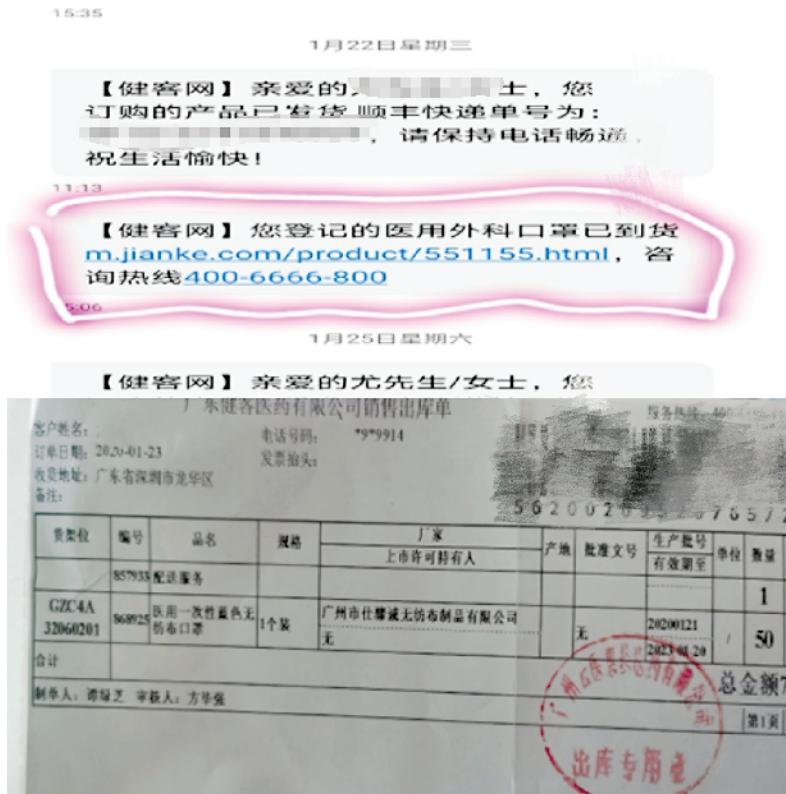 15:35
1月22日星期三
【健客网】亲爱的 士，您
订购的产品已发货 顺丰快递单号为：
，请保持电话畅通，
祝生活愉快！
11:13
【健客网】您登记的医用外科口罩已到货
m.jianke.com/product/551155.html，咨
询热线400-6666-800
5:06
1月25日星期六
【健客网】亲爱的尤先生/女士，您
广东健客医药有限公司销售出库单
客户姓名： 电话号码： *9*9914 服务热线：400
订单日期：2020-01-23 发票抬头：
收货地址：广东省深圳市龙华区
备注：
货架位 编号 品名 规格 厂家 产地 批准文号 生产批号 单位 数量
上市许可持有人 有效期至
857933 配送服务 1
GZC4A 32060201 868925 医用一次性蓝色无纺布口罩 1个装 广州市仕馨诚无纺布制品有限公司 无 20200121 / 50
无 2023-01-20
合计 总金额7
制单人：谭绿芝 审核人：方华强 第1页
出库专用章